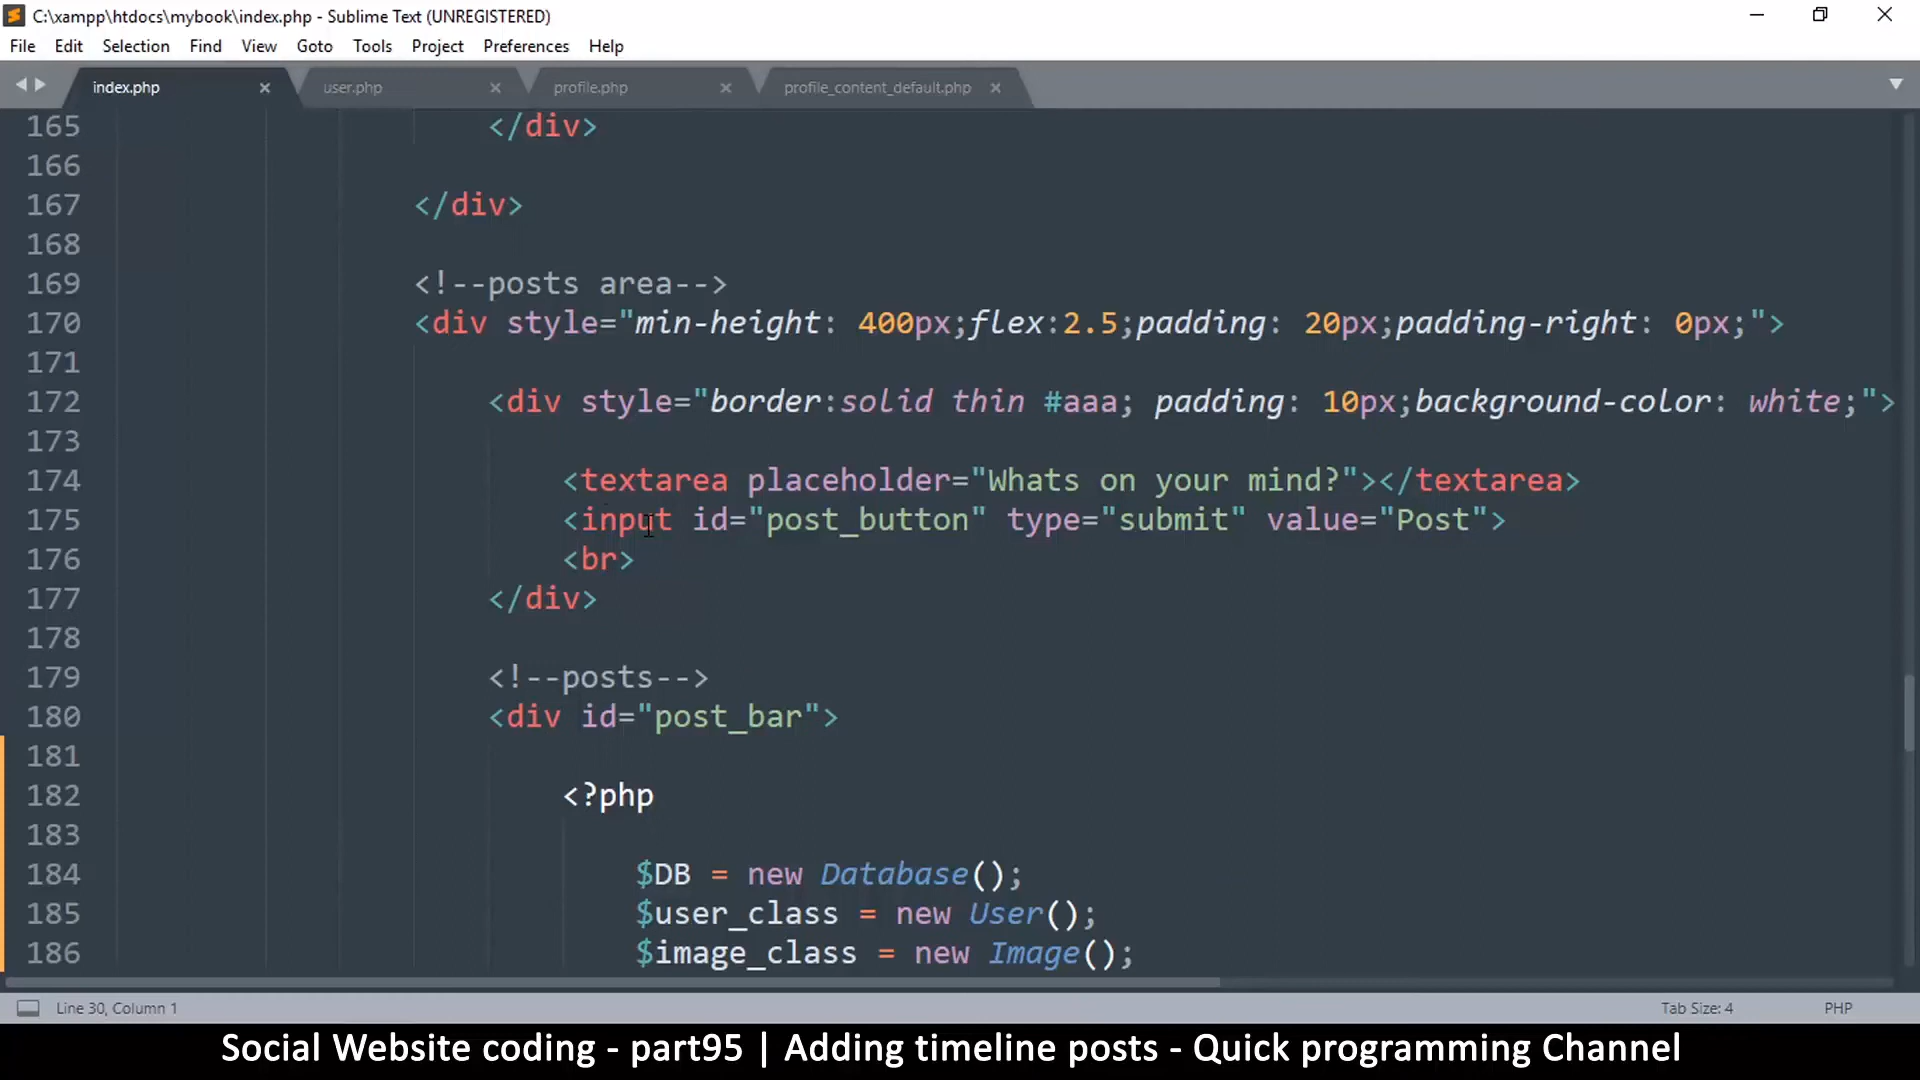 C:\xampp\htdocs\mybook\index.php - Sublime Text (UNREGISTERED)
File Edit Selection Find View Goto Tools Project Preferences Help
index.php user.php profile.php profile_content_default.php
165 </div>
166
167 </div>
168
169 <!--posts area-->
170 <div style="min-height: 400px;flex:2.5;padding: 20px;padding-right: 0px;">
171
172 <div style="border:solid thin #aaa; padding: 10px;background-color: white;">
173
174 <textarea placeholder="Whats on your mind?"></textarea>
175 <input id="post_button" type="submit" value="Post">
176 <br>
177 </div>
178
179 <!--posts-->
180 <div id="post_bar">
181
182 <?php
183
184 $DB = new Database();
185 $user_class = new User();
186 $image_class = new Image();
Line 30, Column 1 Tab Size: 4 PHP
Social Website coding - part95 | Adding timeline posts - Quick programming Channel